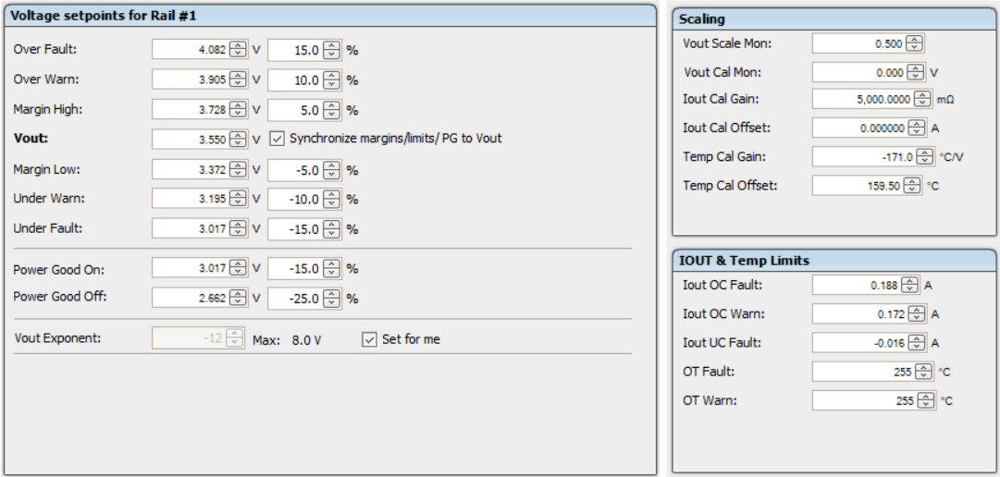 Voltage setpoints for Rail #1
Over Fault: 4.082 V 15.0 %
Over Warn: 3.905 V 10.0 %
Margin High: 3.728 V 5.0 %
Vout: 3.550 V Synchronize margins/limits/ PG to Vout
Margin Low: 3.372 V -5.0 %
Under Warn: 3.195 V -10.0 %
Under Fault: 3.017 V -15.0 %
Power Good On: 3.017 V -15.0 %
Power Good Off: 2.662 V -25.0 %
Vout Exponent: -12 Max: 8.0 V Set for me
Scaling
Vout Scale Mon: 0.500
Vout Cal Mon: 0.000 V
Iout Cal Gain: 5,000.0000 mΩ
Iout Cal Offset: 0.000000 A
Temp Cal Gain: -171.0 °C/V
Temp Cal Offset: 159.50 °C
IOUT & Temp Limits
Iout OC Fault: 0.188 A
Iout OC Warn: 0.172 A
Iout UC Fault: -0.016 A
OT Fault: 255 °C
OT Warn: 255 °C